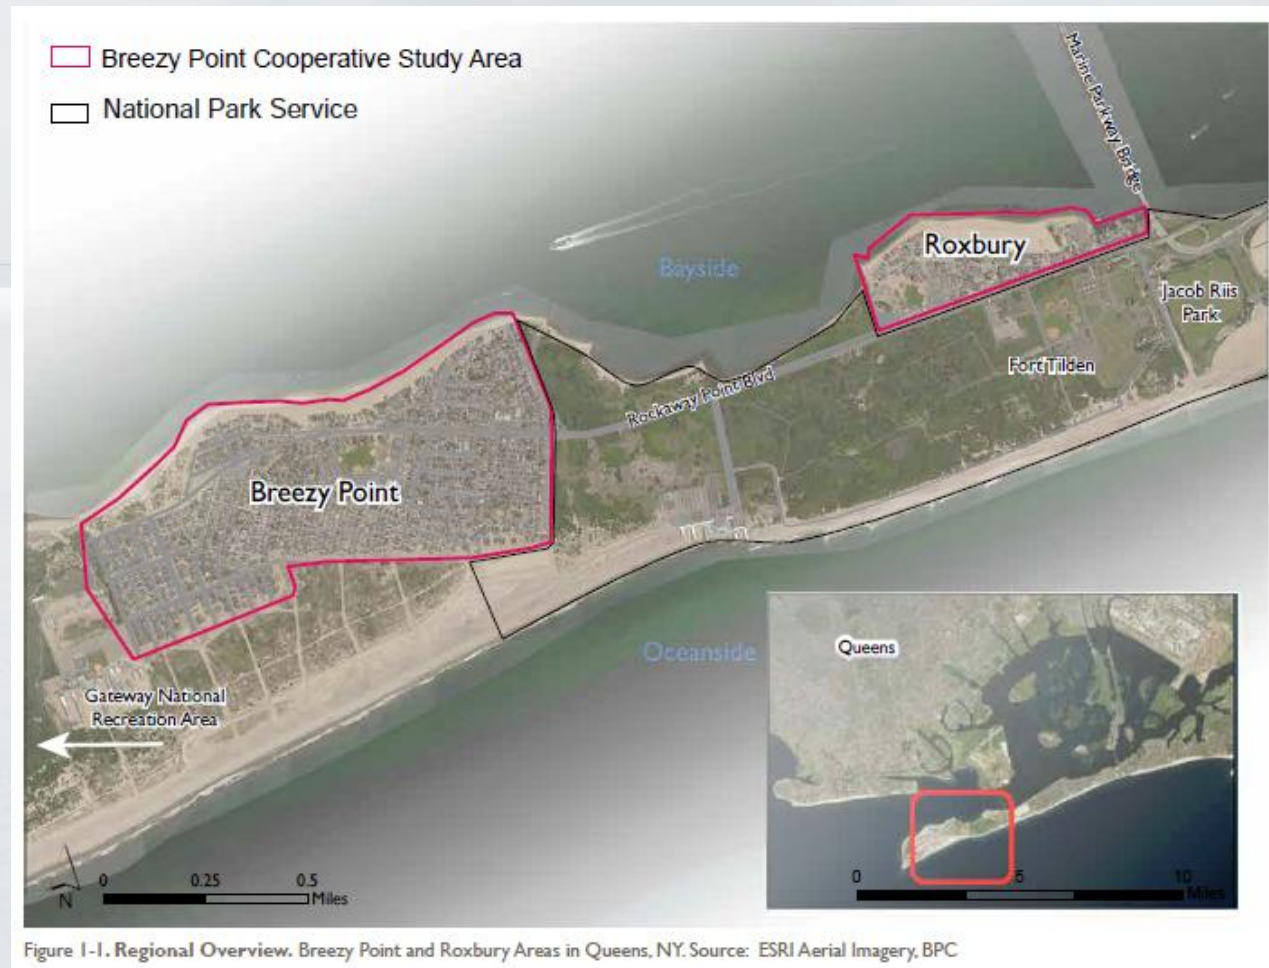 Breezy Point Cooperative Study Area
National Park Service
Marine Parkway Bridge
Roxbury
Bayside
Jacob Riis
Park
Fort Tilden
Rockaway Point Blvd
Breezy Point
Oceanside
Queens
Gateway National
Recreation Area
N
0 0.25 0.5
Miles
0 5 10
Miles
Figure 1-1. Regional Overview. Breezy Point and Roxbury Areas in Queens, NY. Source: ESRI Aerial Imagery, BPC